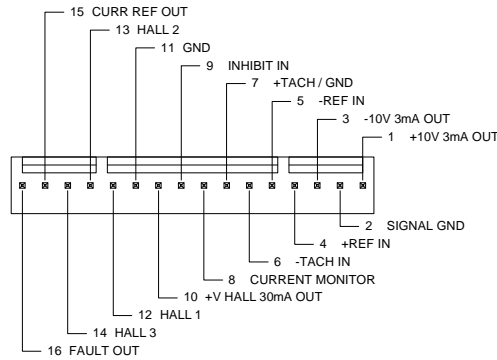 15 CURR REF OUT
13 HALL 2
11 GND
9 INHIBIT IN
7 +TACH / GND
5 -REF IN
3 -10V 3mA OUT
1 +10V 3mA OUT
2 SIGNAL GND
4 +REF IN
6 -TACH IN
8 CURRENT MONITOR
10 +V HALL 30mA OUT
12 HALL 1
14 HALL 3
16 FAULT OUT